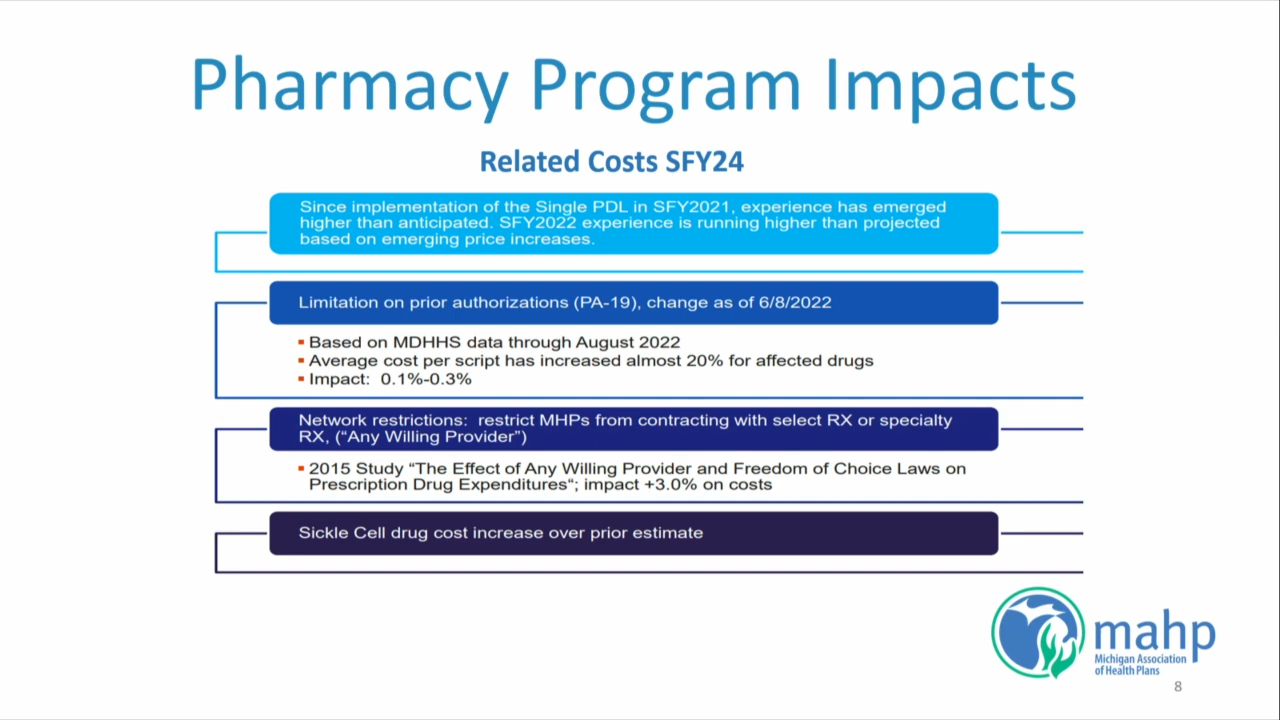 Pharmacy Program Impacts
Related Costs SFY24
Since implementation of the Single PDL in SFY2021, experience has emerged
higher than anticipated. SFY2022 experience is running higher than projected
based on emerging price increases.
Limitation on prior authorizations (PA-19), change as of 6/8/2022
▪ Based on MDHHS data through August 2022
▪ Average cost per script has increased almost 20% for affected drugs
▪ Impact:  0.1%-0.3%
Network restrictions:  restrict MHPs from contracting with select RX or specialty
RX, (“Any Willing Provider”)
▪ 2015 Study “The Effect of Any Willing Provider and Freedom of Choice Laws on
Prescription Drug Expenditures“; impact +3.0% on costs
Sickle Cell drug cost increase over prior estimate
mahp
Michigan Association
of Health Plans
8